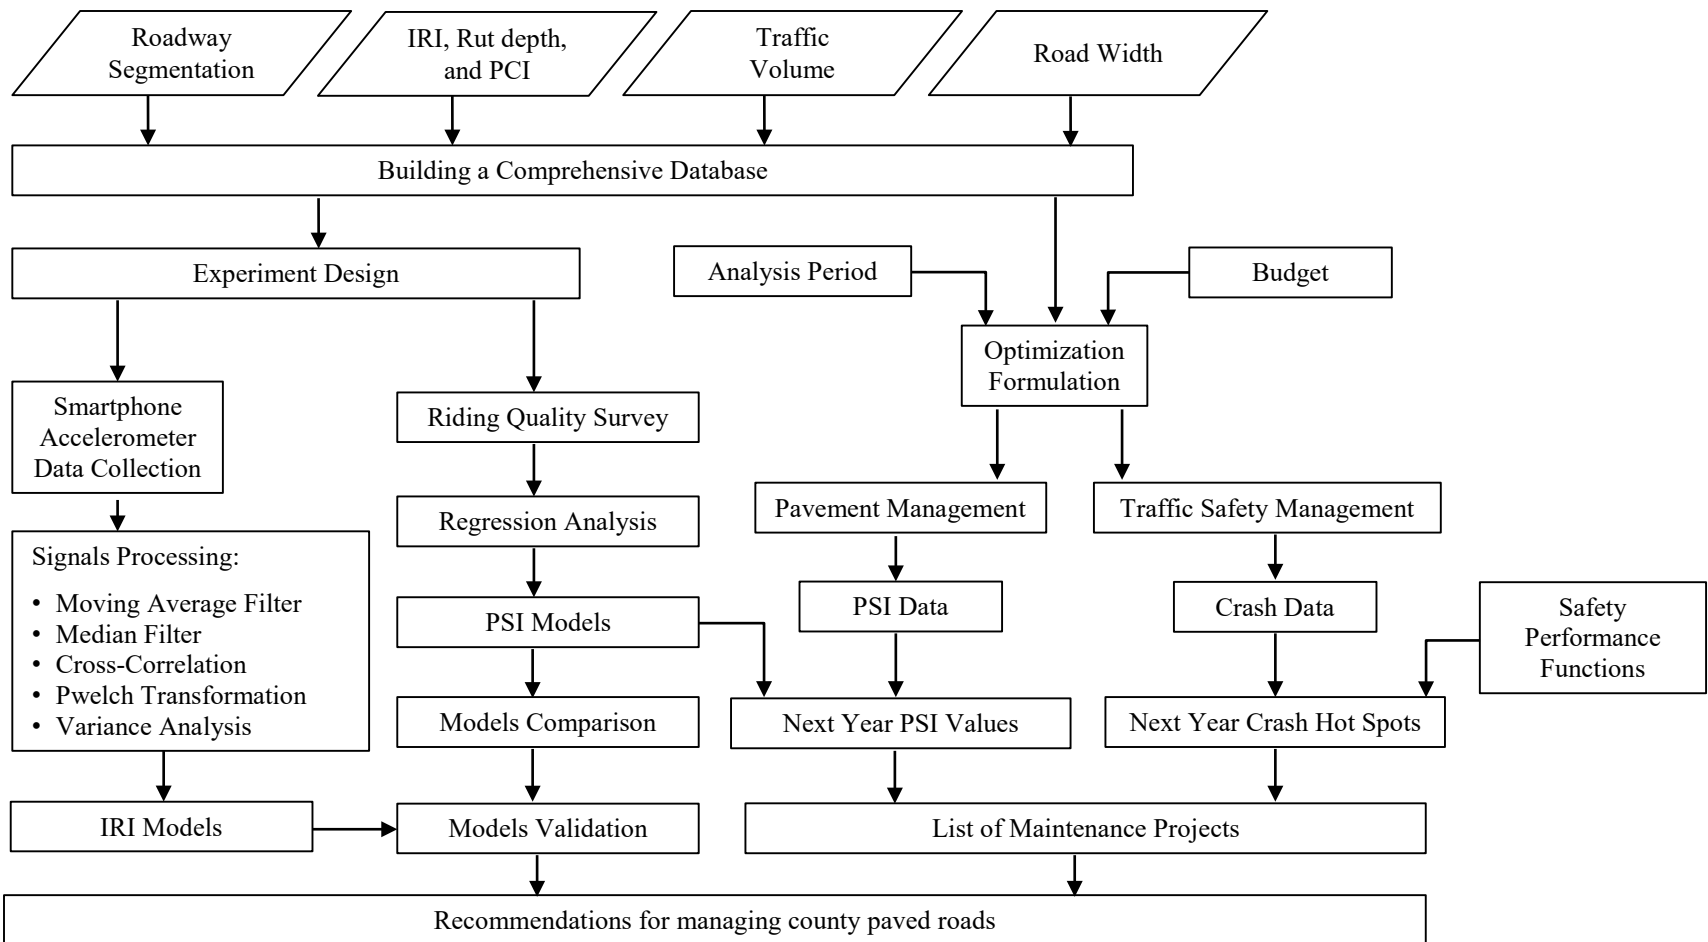 Roadway
Segmentation
IRI, Rut depth,
and PCI
Traffic
Volume
Road Width
Building a Comprehensive Database
Experiment Design
Analysis Period
Budget
Optimization
Formulation
Smartphone
Accelerometer
Data Collection
Riding Quality Survey
Regression Analysis
Pavement Management
Traffic Safety Management
Signals Processing:
• Moving Average Filter
• Median Filter
• Cross-Correlation
• Pwelch Transformation
• Variance Analysis
PSI Models
PSI Data
Crash Data
Safety
Performance
Functions
Models Comparison
Next Year PSI Values
Next Year Crash Hot Spots
IRI Models
Models Validation
List of Maintenance Projects
Recommendations for managing county paved roads